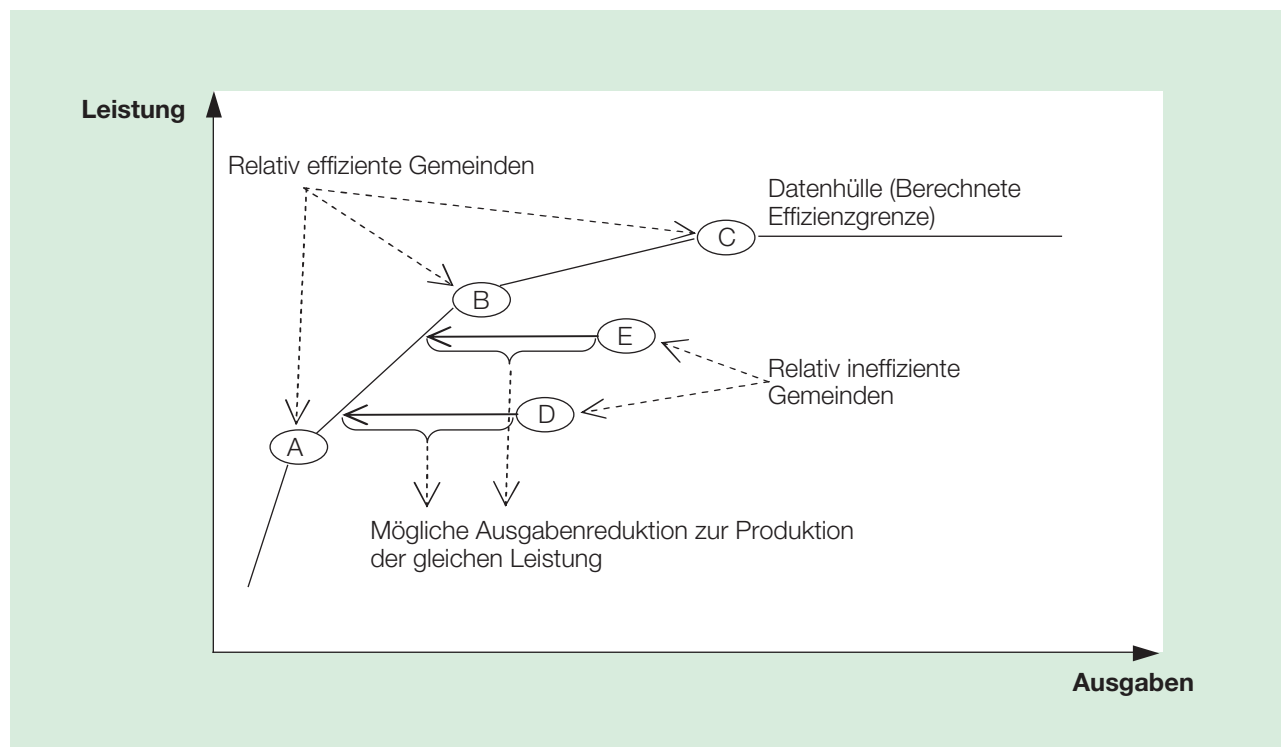 Leistung
Relativ effiziente Gemeinden
Datenhülle (Berechnete
Effizienzgrenze)
C
B
E
Relativ ineffiziente
Gemeinden
D
A
Mögliche Ausgabenreduktion zur Produktion
der gleichen Leistung
Ausgaben